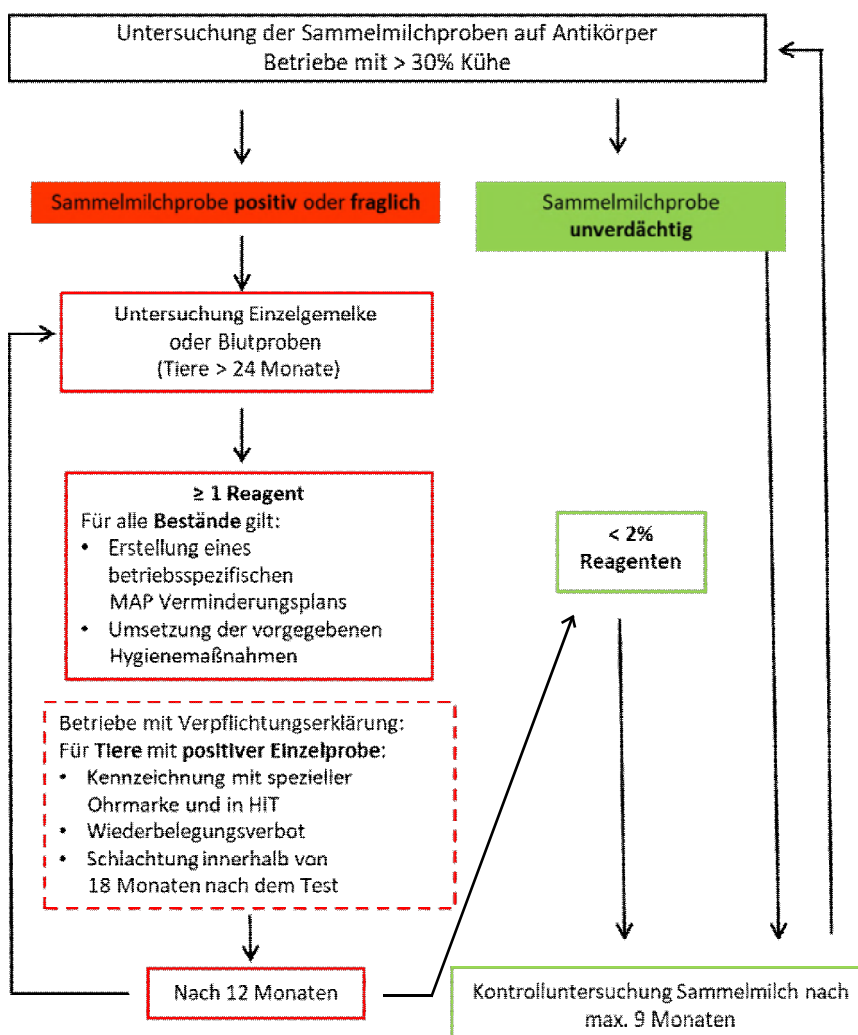 Untersuchung der Sammelmilchproben auf Antikörper
Betriebe mit > 30% Kühe
Sammelmilchprobe positiv oder fraglich
Sammelmilchprobe
unverdächtig
Untersuchung Einzelgemelke
oder Blutproben
(Tiere > 24 Monate)
≥ 1 Reagent
Für alle Bestände gilt:
• Erstellung eines
betriebsspezifischen
MAP Verminderungsplans
• Umsetzung der vorgegebenen
Hygienemaßnahmen
< 2%
Reagenten
Betriebe mit Verpflichtungserklärung:
Für Tiere mit positiver Einzelprobe:
• Kennzeichnung mit spezieller
Ohrmarke und in HIT
• Wiederbelegungsverbot
• Schlachtung innerhalb von
18 Monaten nach dem Test
Nach 12 Monaten
Kontrolluntersuchung Sammelmilch nach
max. 9 Monaten